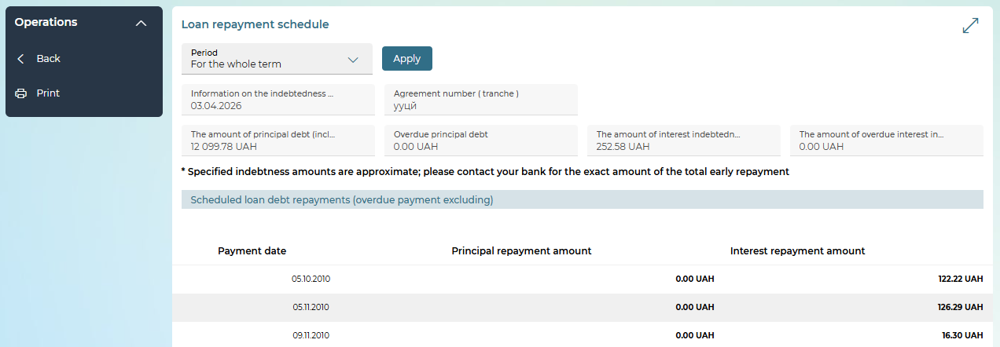 Operations
Back
Print
Loan repayment schedule
Period
For the whole term
Apply
Information on the indebtedness ...
03.04.2026
Agreement number ( tranche )
ууцй
The amount of principal debt (incl...
12 099.78 UAH
Overdue principal debt
0.00 UAH
The amount of interest indebtedn...
252.58 UAH
The amount of overdue interest in...
0.00 UAH
* Specified indebtness amounts are approximate; please contact your bank for the exact amount of the total early repayment
Scheduled loan debt repayments (overdue payment excluding)
Payment date Principal repayment amount Interest repayment amount
05.10.2010 0.00 UAH 122.22 UAH
05.11.2010 0.00 UAH 126.29 UAH
09.11.2010 0.00 UAH 16.30 UAH